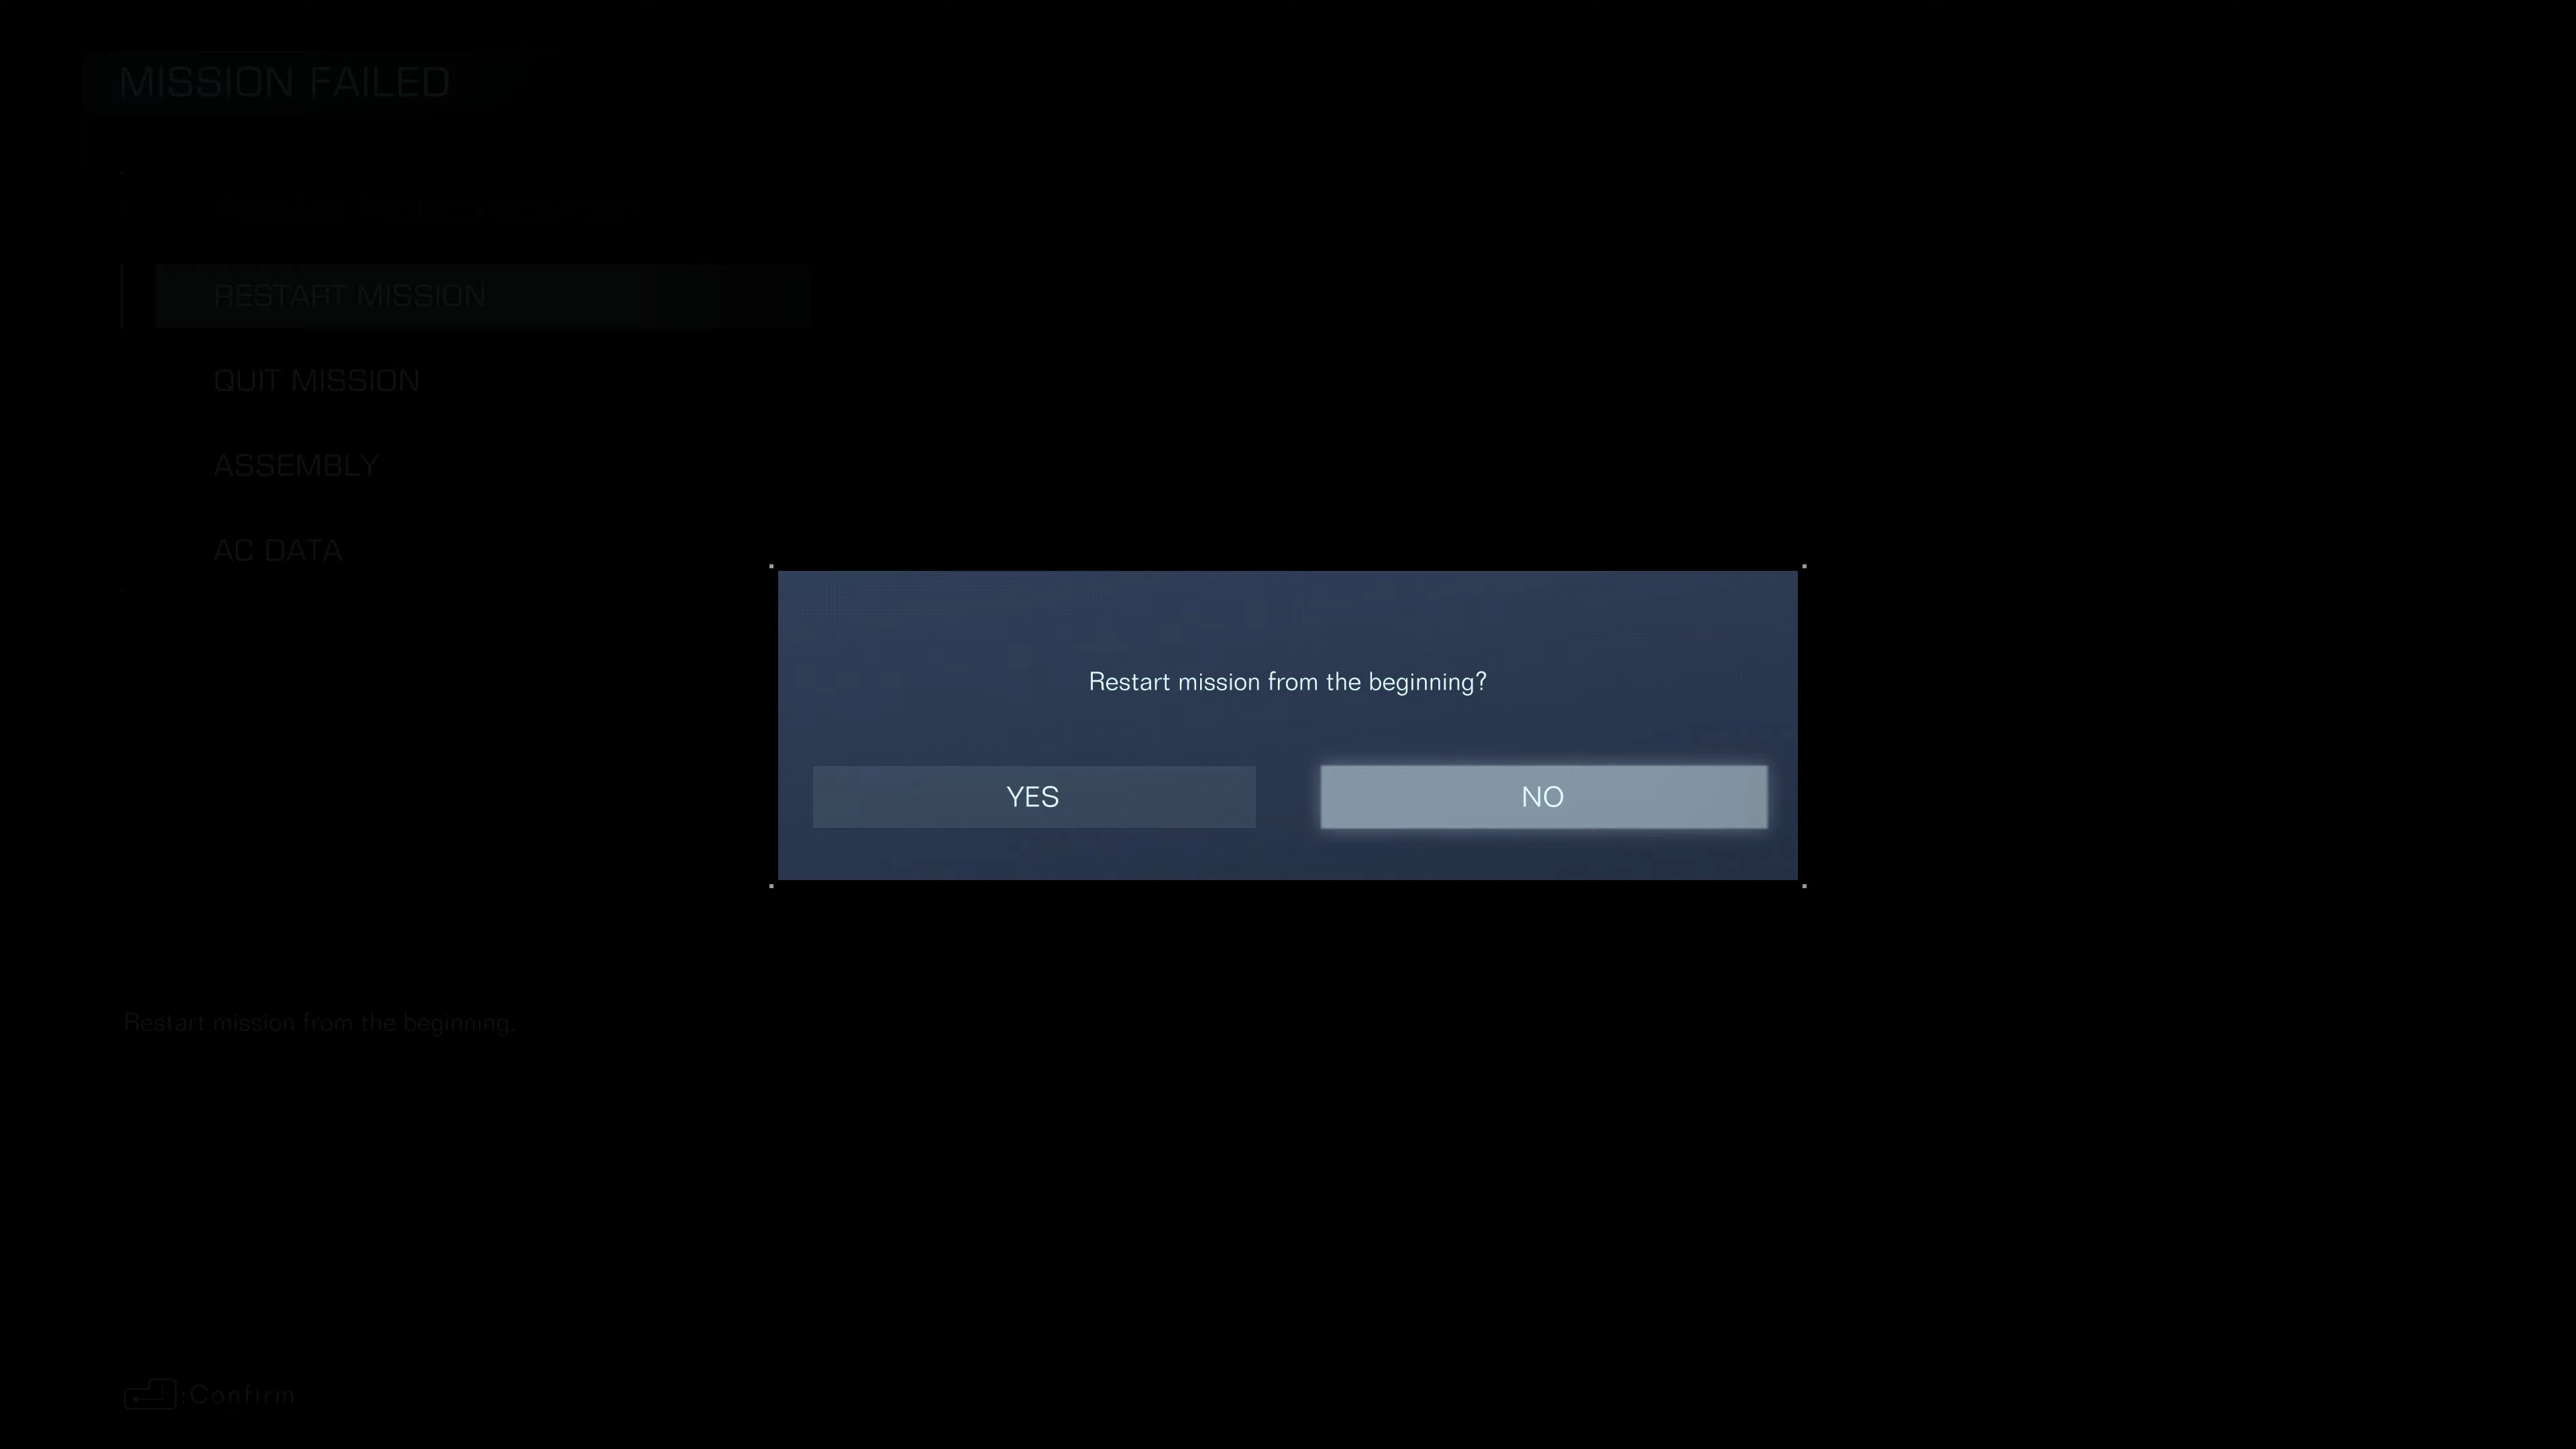 MISSION FAILED
RESTART MISSION
QUIT MISSION
ASSEMBLY
AC DATA
Restart mission from the beginning?
YES
NO
Restart mission from the beginning.
:Confirm